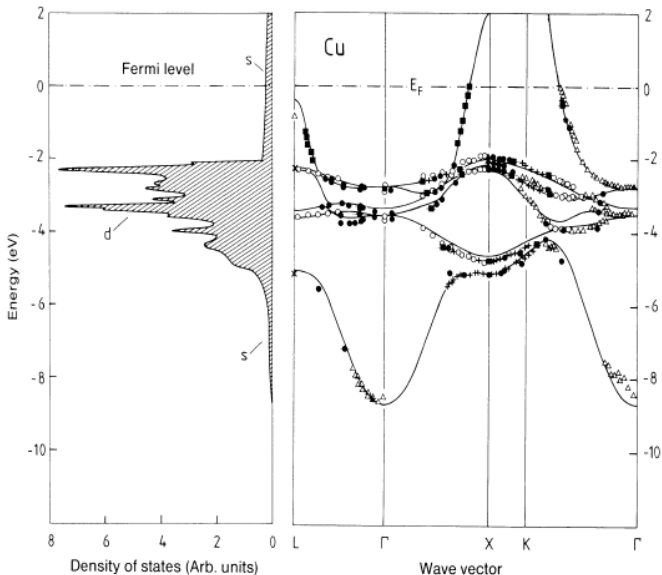 2
0
-2
-4
-6
-8
-10
12
Energy (eV)
Fermi level
s
d
s
8
6
4
2
0
Density of states (Arb. units)
Cu
E_F
L
Γ
X
K
Γ
Wave vector
2
0
-2
-4
-6
-8
-10